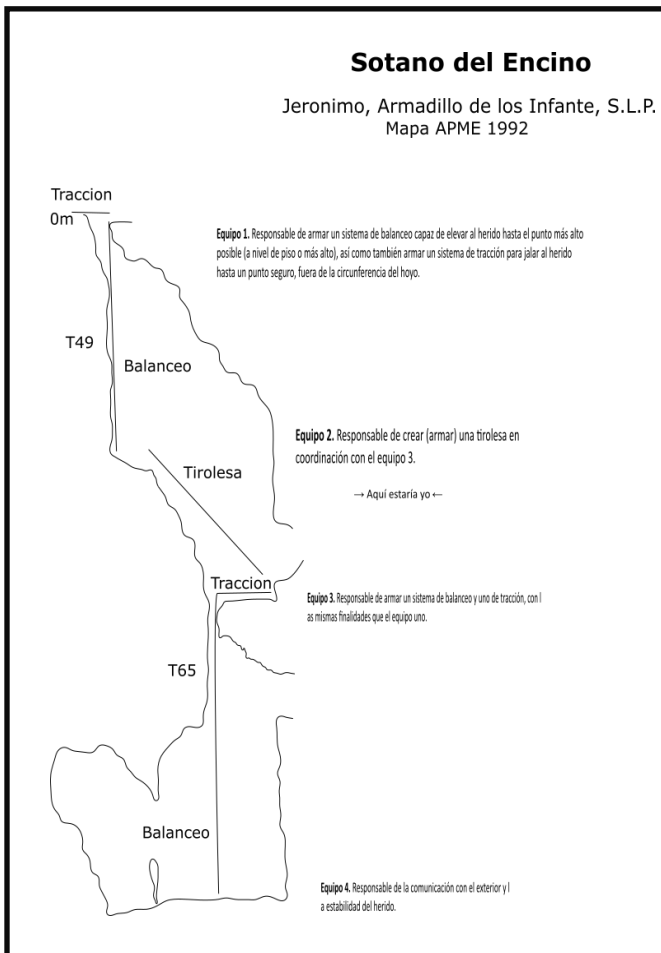 Sotano del Encino
Jeronimo, Armadillo de los Infante, S.L.P.
Mapa APME 1992
Traccion
0m
Equipo 1. Responsable de armar un sistema de balanceo capaz de elevar al herido hasta el punto más alto
posible (a nivel de piso o más alto), así como también armar un sistema de tracción para jalar al herido
hasta un punto seguro, fuera de la circunferencia del hoyo.
T49
Balanceo
Equipo 2. Responsable de crear (armar) una tirolesa en
coordinación con el equipo 3.
Tirolesa
→ Aquí estaría yo ←
Traccion
Equipo 3. Responsable de armar un sistema de balanceo y uno de tracción, con l
as mismas finalidades que el equipo uno.
T65
Balanceo
Equipo 4. Responsable de la comunicación con el exterior y l
a estabilidad del herido.